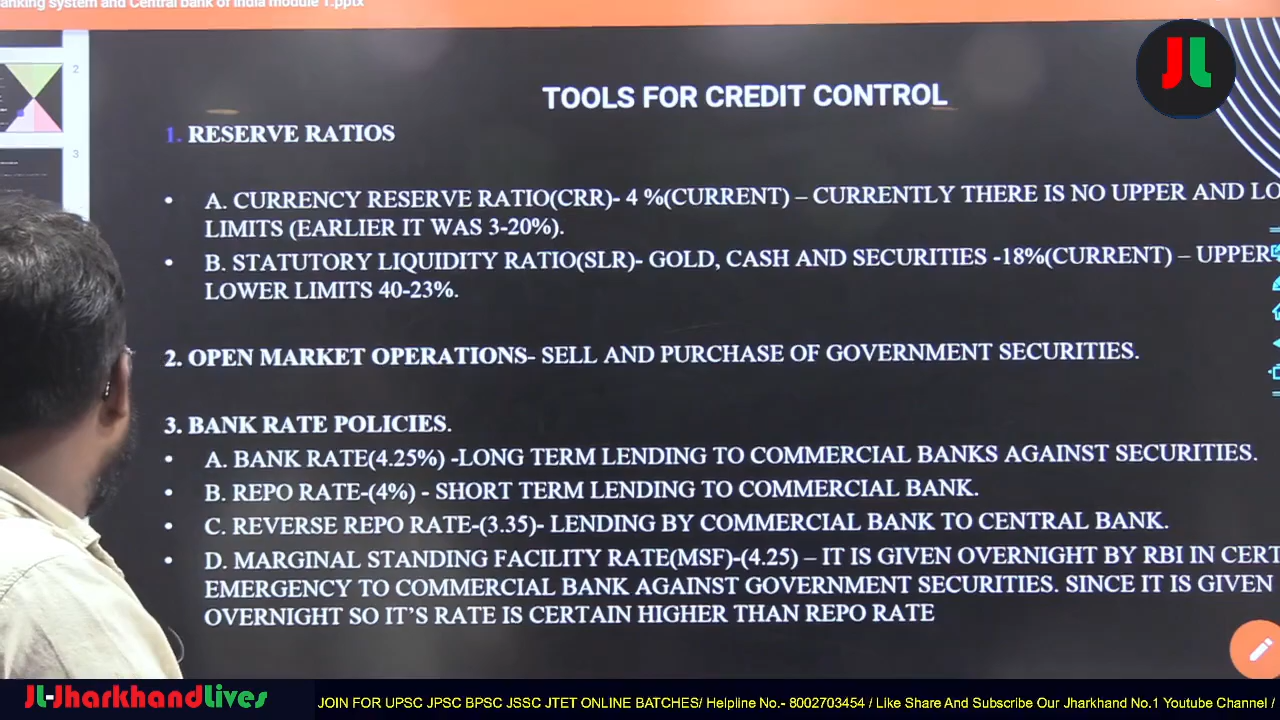 anking system and Central bank of India module 1.pptx
JL
2
3
TOOLS FOR CREDIT CONTROL
1. RESERVE RATIOS
• A. CURRENCY RESERVE RATIO(CRR)- 4 %(CURRENT) – CURRENTLY THERE IS NO UPPER AND LO
LIMITS (EARLIER IT WAS 3-20%).
• B. STATUTORY LIQUIDITY RATIO(SLR)- GOLD, CASH AND SECURITIES -18%(CURRENT) – UPPER
LOWER LIMITS 40-23%.
2. OPEN MARKET OPERATIONS- SELL AND PURCHASE OF GOVERNMENT SECURITIES.
3. BANK RATE POLICIES.
• A. BANK RATE(4.25%) -LONG TERM LENDING TO COMMERCIAL BANKS AGAINST SECURITIES.
• B. REPO RATE-(4%) - SHORT TERM LENDING TO COMMERCIAL BANK.
• C. REVERSE REPO RATE-(3.35)- LENDING BY COMMERCIAL BANK TO CENTRAL BANK.
• D. MARGINAL STANDING FACILITY RATE(MSF)-(4.25) – IT IS GIVEN OVERNIGHT BY RBI IN CERT
EMERGENCY TO COMMERCIAL BANK AGAINST GOVERNMENT SECURITIES. SINCE IT IS GIVEN
OVERNIGHT SO IT'S RATE IS CERTAIN HIGHER THAN REPO RATE
JL-JharkhandLives
JOIN FOR UPSC JPSC BPSC JSSC JTET ONLINE BATCHES/ Helpline No.- 8002703454 / Like Share And Subscribe Our Jharkhand No.1 Youtube Channel /